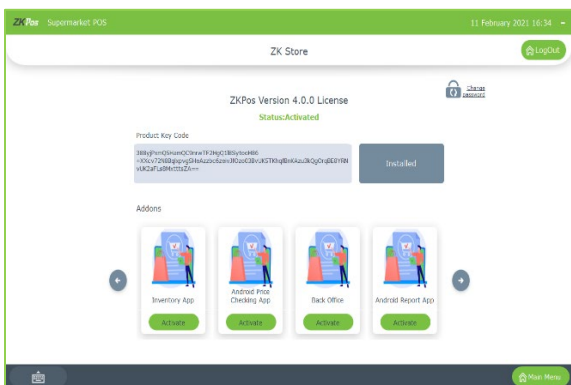 ZKPos Supermarket POS 11 February 2021 16:34
ZK Store
LogOut
Change
password
ZKPos Version 4.0.0 License
Status:Activated
Product Key Code
Installed
Addons
Inventory App
Android Price
Checking App
Back Office
Android Report App
Activate Activate Activate Activate
Main Menu